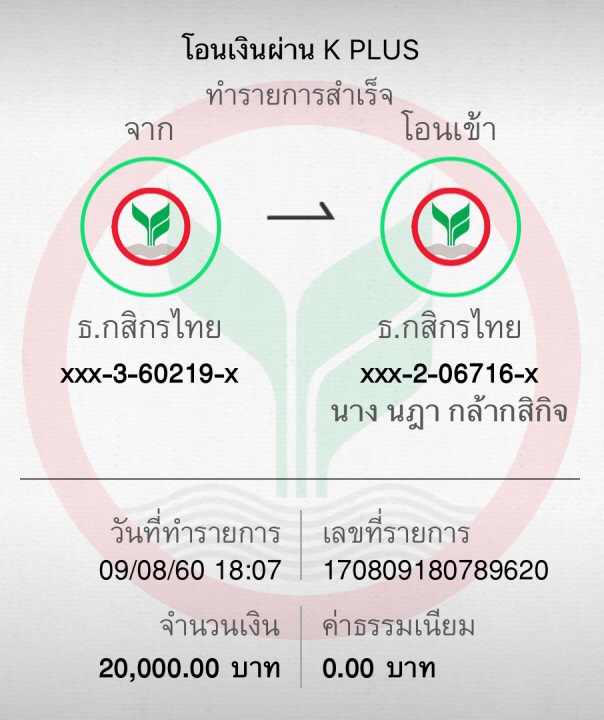 โอนเงินผ่าน K PLUS
ทำรายการสำเร็จ
จาก
โอนเข้า
ธ.กสิกรไทย
ธ.กสิกรไทย
xxx-3-60219-x
xxx-2-06716-x
นาง นฎา กล้ากสิกิจ
วันที่ทำรายการ
เลขที่รายการ
09/08/60 18:07
170809180789620
จำนวนเงิน
ค่าธรรมเนียม
20,000.00 บาท
0.00 บาท